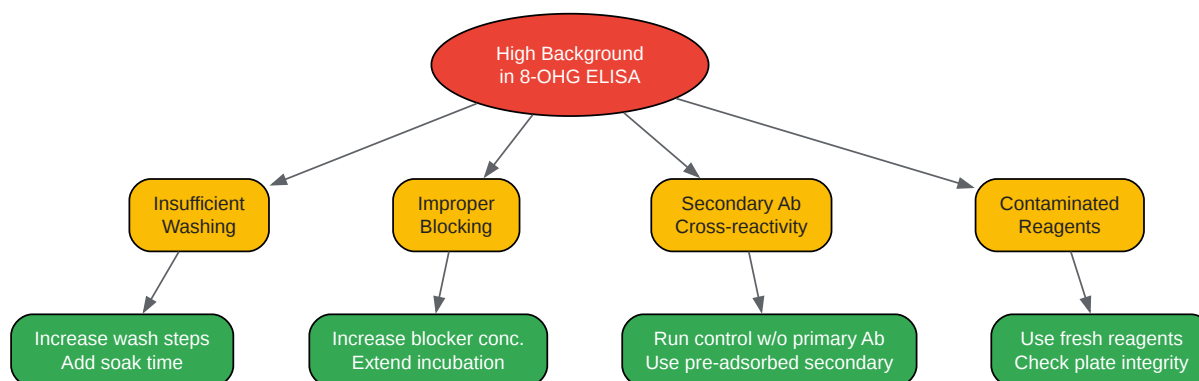 High Background
in 8-OHG ELISA
Insufficient
Washing
Improper
Blocking
Secondary Ab
Cross-reactivity
Contaminated
Reagents
Increase wash steps
Add soak time
Increase blocker conc.
Extend incubation
Run control w/o primary Ab
Use pre-adsorbed secondary
Use fresh reagents
Check plate integrity